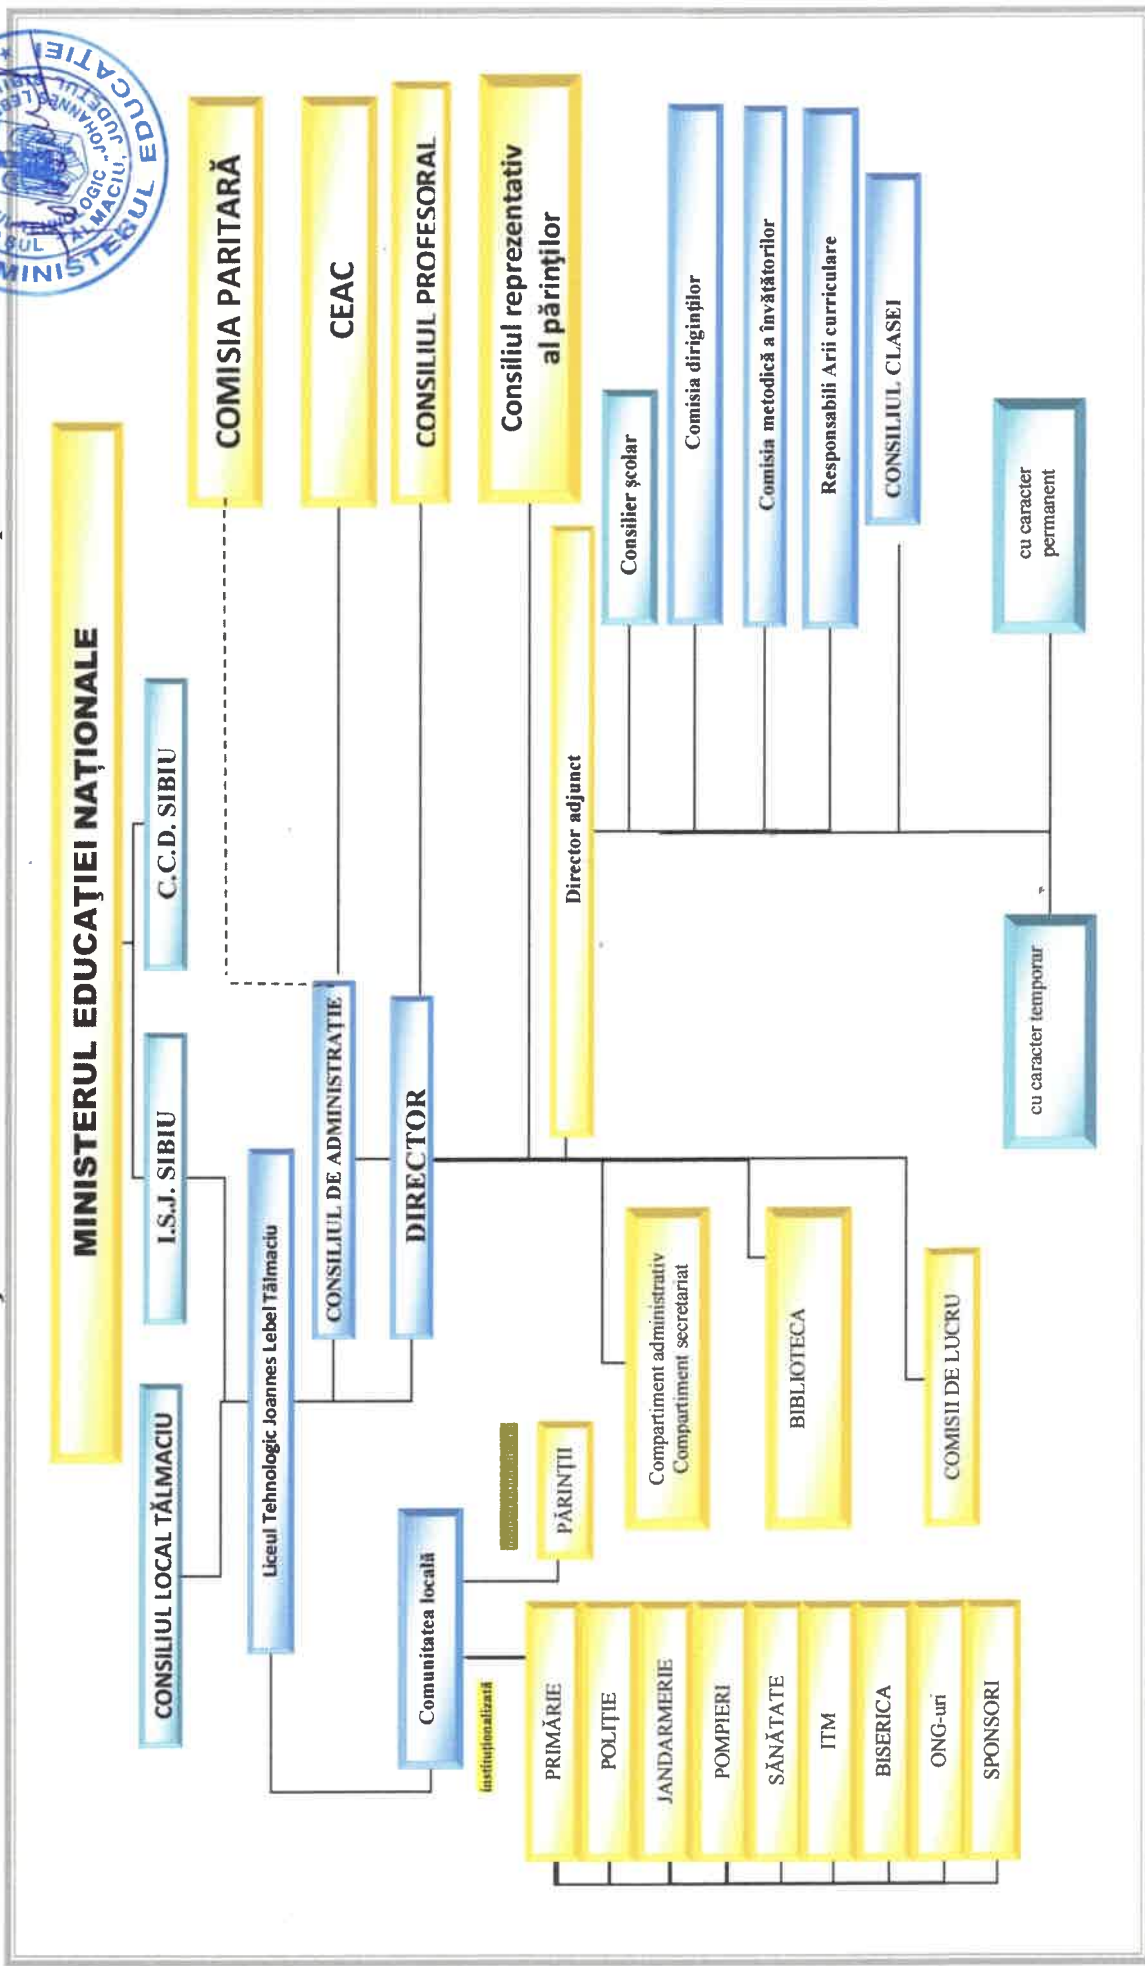 MINISTERUL EDUCAȚIEI NAȚIONALE
CONSILIUL LOCAL TĂLMACIU
I.S.J. SIBIU
C.C.D. SIBIU
Liceul Tehnologic Joannes Lebel Tălmaciu
COMISIA PARITARĂ
CONSILIUL DE ADMINISTRAȚIE
CEAC
DIRECTOR
CONSILIUL PROFESORAL
Comunitatea locală
Consiliul reprezentativ
al părinților
instituționalizată
PĂRINȚII
Director adjunct
PRIMĂRIE
POLIȚIE
JANDARMERIE
POMPIERI
SĂNĂTATE
ITM
BISERICA
ONG-uri
SPONSORI
Compartiment administrativ
Compartiment secretariat
BIBLIOTECA
COMISII DE LUCRU
Consilier școlar
Comisia diriginților
Comisia metodică a învățătorilor
Responsabili Arii curriculare
CONSILIUL CLASEI
cu caracter temporar
cu caracter
permanent
MINISTERUL EDUCAȚIEI
TĂLMACIU, JUDEȚUL